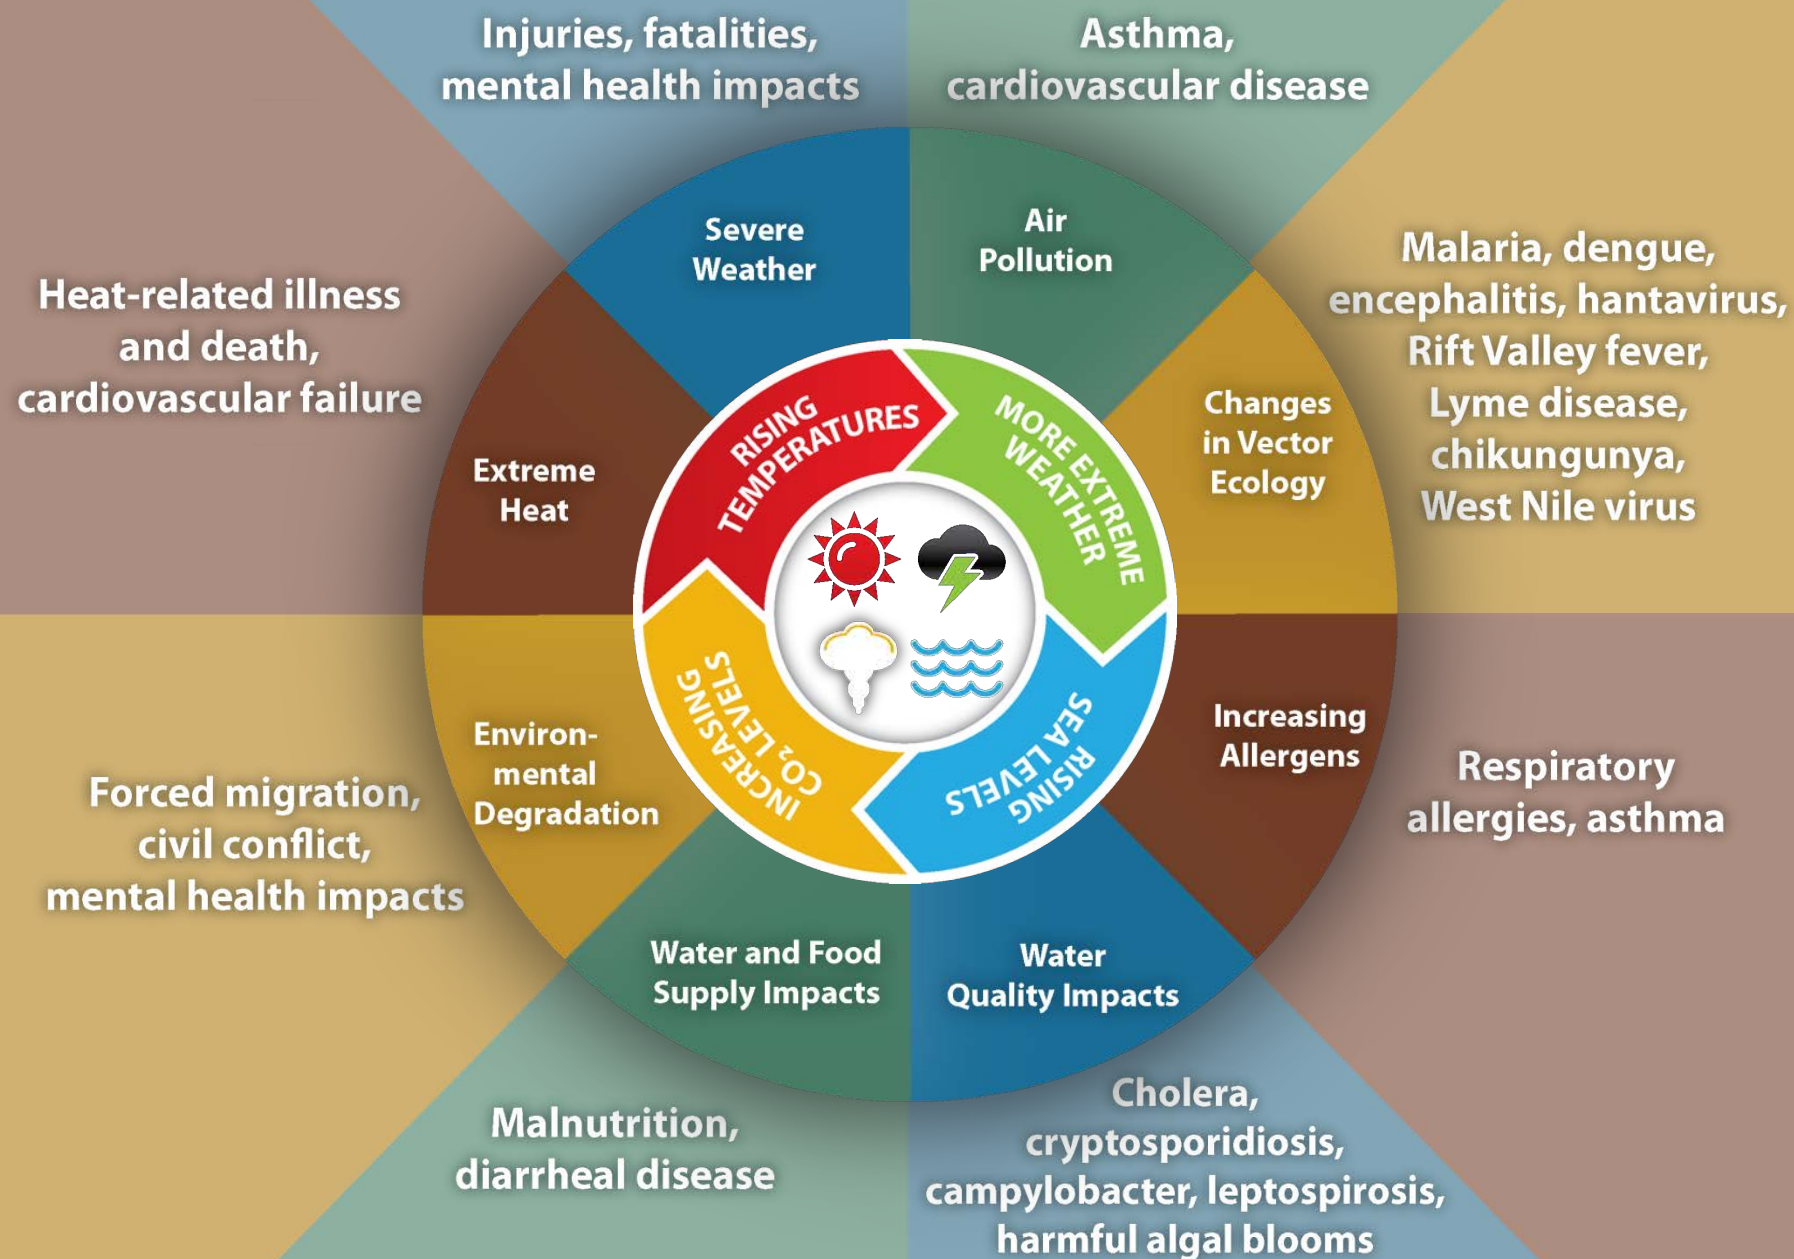 Injuries, fatalities,
mental health impacts
Asthma,
cardiovascular disease
Severe
Weather
Air
Pollution
Heat-related illness
and death,
cardiovascular failure
Malaria, dengue,
encephalitis, hantavirus,
Rift Valley fever,
Lyme disease,
chikungunya,
West Nile virus
Extreme
Heat
Changes
in Vector
Ecology
RISING
TEMPERATURES
MORE EXTREME
WEATHER
INCREASING
CO₂ LEVELS
RISING
SEA LEVELS
Environ-
mental
Degradation
Increasing
Allergens
Forced migration,
civil conflict,
mental health impacts
Respiratory
allergies, asthma
Water and Food
Supply Impacts
Water
Quality Impacts
Malnutrition,
diarrheal disease
Cholera,
cryptosporidiosis,
campylobacter, leptospirosis,
harmful algal blooms